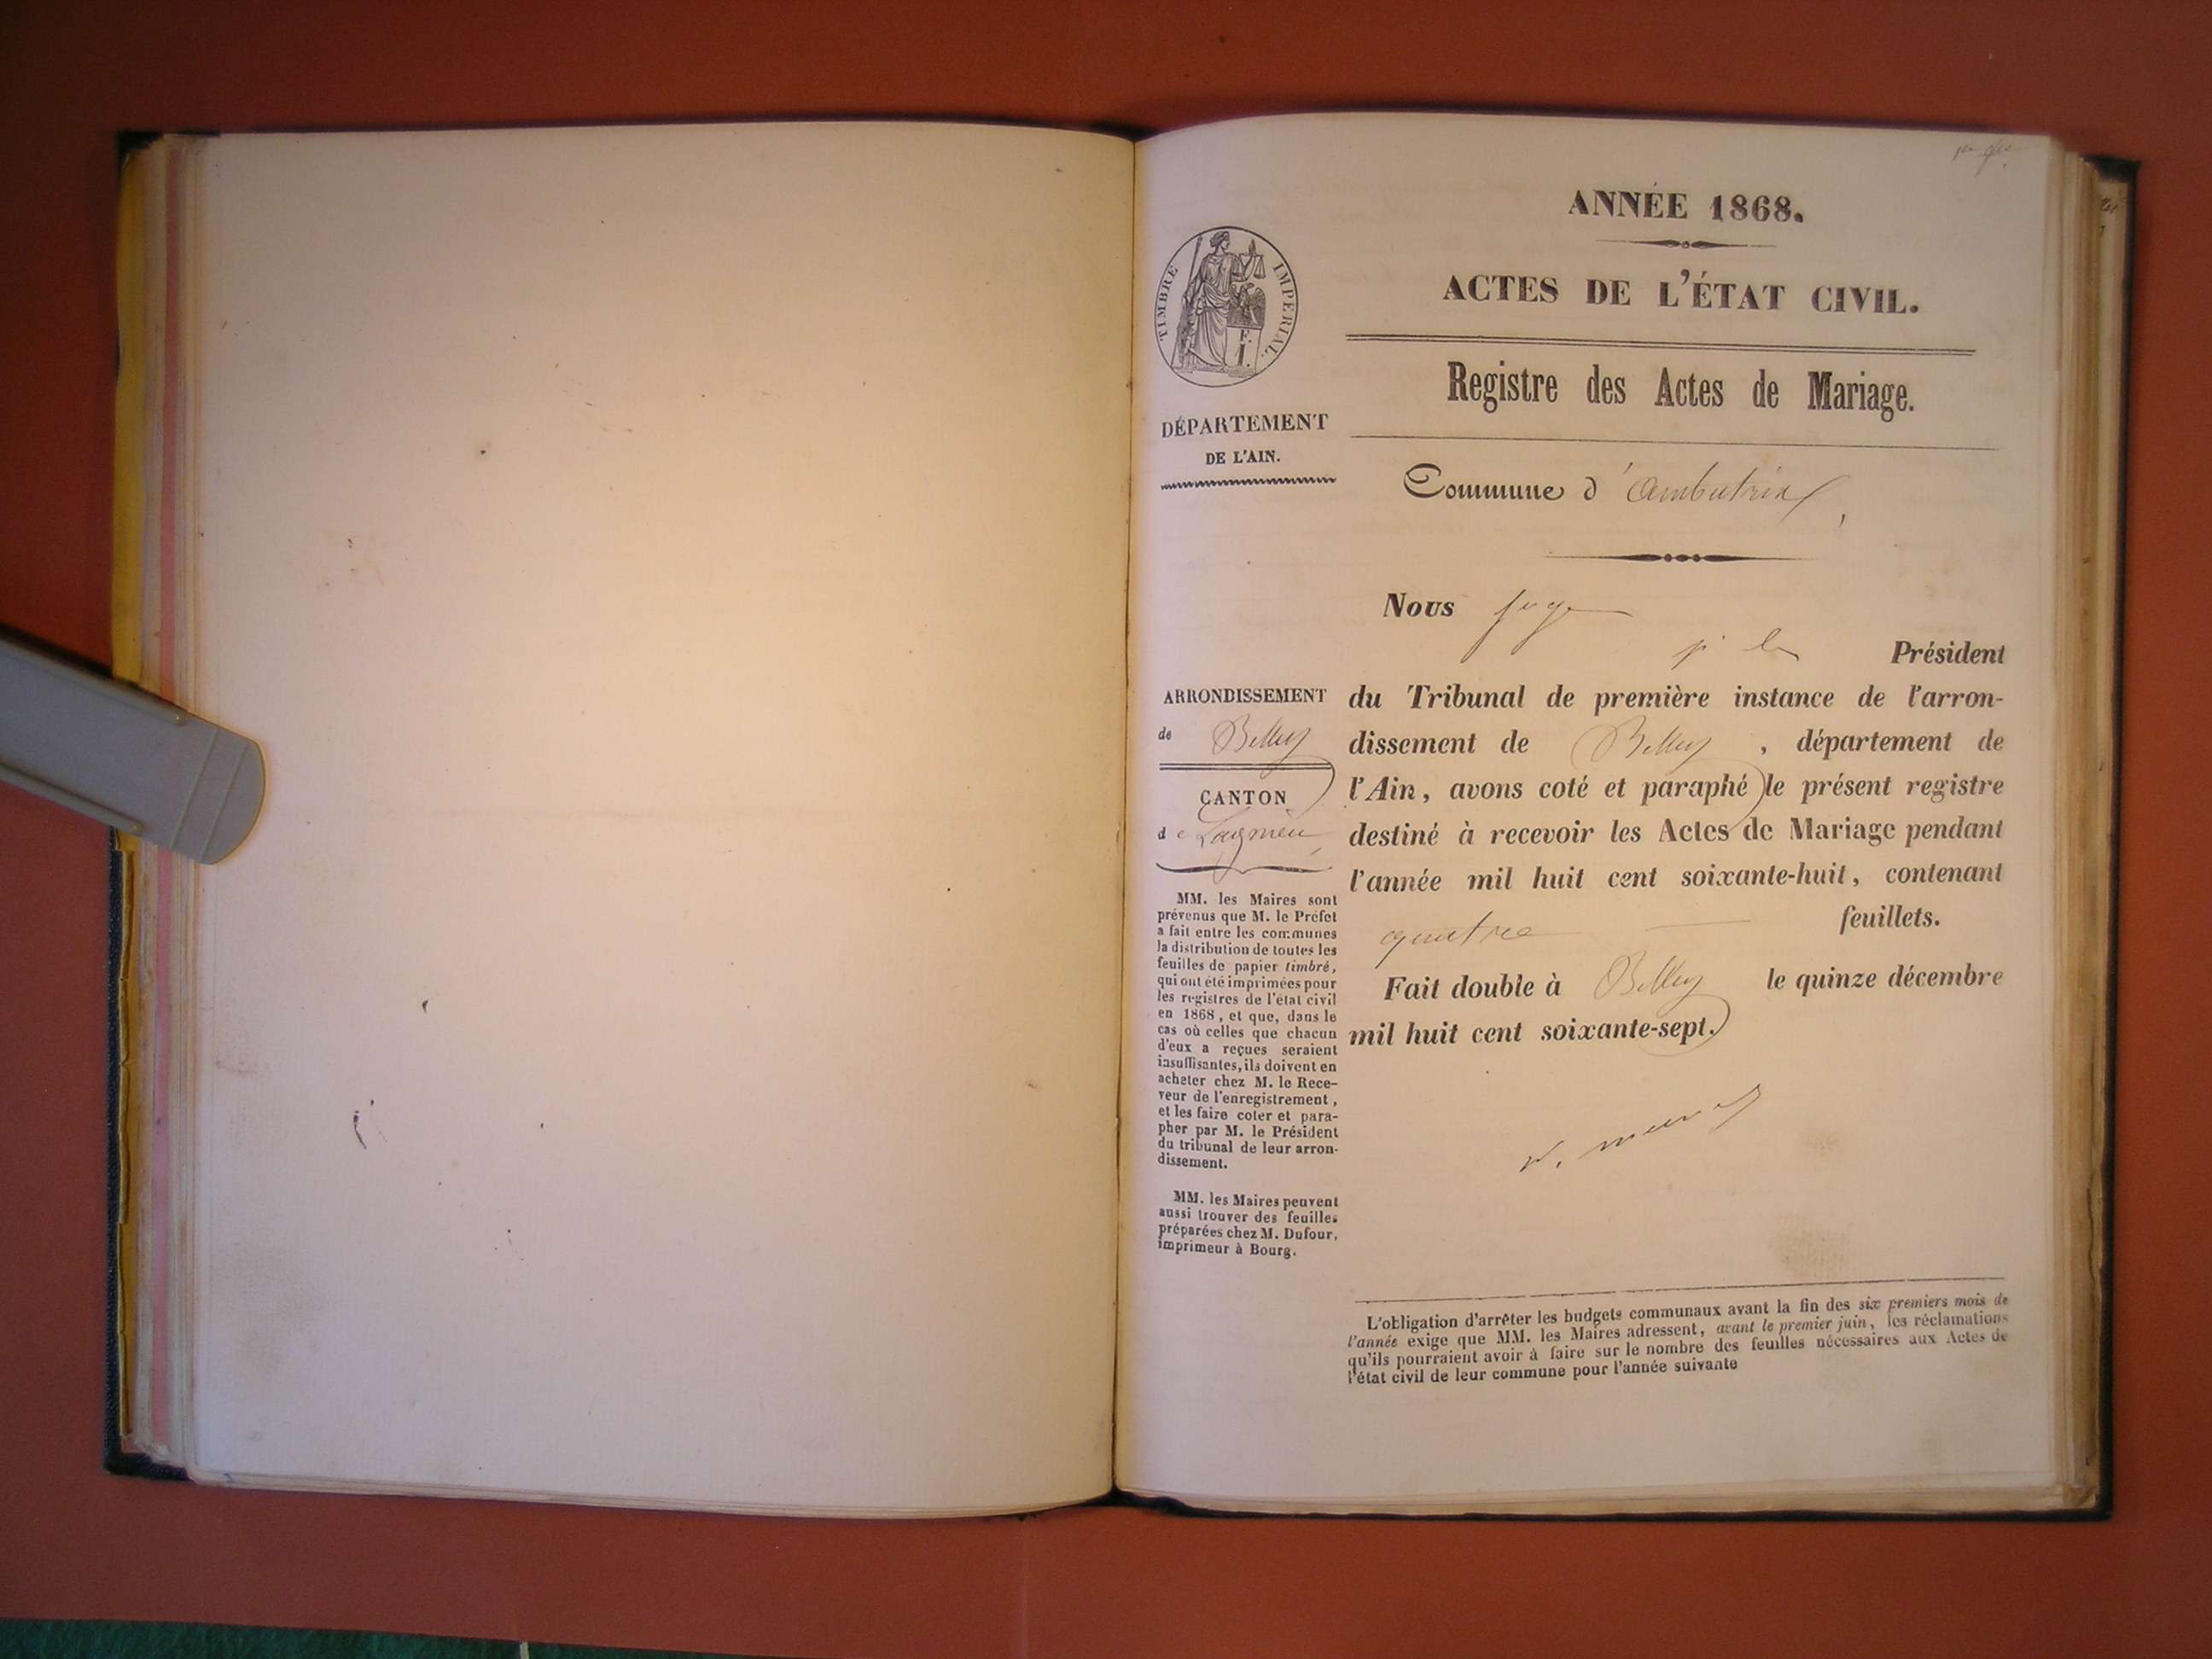 ANNÉE 1868.
ACTES DE L'ÉTAT CIVIL.
Registre des Actes de Mariage.
TIMBRE IMPERIAL.
DÉPARTEMENT
DE L'AIN.
Commune d'ambutrix
Nous juge
p le Président
ARRONDISSEMENT
de Belley
CANTON
de Lagnieu
du Tribunal de première instance de l'arron-
dissement de Belley, département de
l'Ain, avons coté et paraphé le présent registre
destiné à recevoir les Actes de Mariage pendant
l'année mil huit cent soixante-huit, contenant
quatre feuillets.
Fait double à Belley le quinze décembre
mil huit cent soixante-sept.
MM. les Maires sont
prévenus que M. le Préfet
a fait entre les communes
la distribution de toutes les
feuilles de papier timbré,
qui ont été imprimées pour
les registres de l'état civil
en 1868, et que, dans le
cas où celles que chacun
d'eux a reçues seraient
insuffisantes, ils doivent en
acheter chez M. le Rece-
veur de l'enregistrement,
et les faire coter et para-
pher par M. le Président
du tribunal de leur arron-
dissement.
MM. les Maires peuvent
aussi trouver des feuilles
préparées chez M. Dufour,
imprimeur à Bourg.
L'obligation d'arrêter les budgets communaux avant la fin des six premiers mois de
l'année exige que MM. les Maires adressent, avant le premier juin, les réclamations
qu'ils pourraient avoir à faire sur le nombre des feuilles nécessaires aux Actes de
l'état civil de leur commune pour l'année suivante